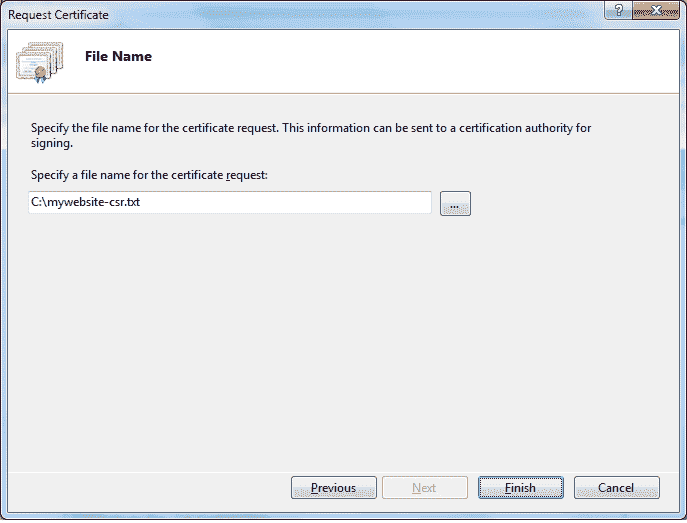 Request Certificate
File Name
Specify the file name for the certificate request. This information can be sent to a certification authority for
signing.
Specify a file name for the certificate request:
C:\mywebsite-csr.txt
...
Previous
Next
Finish
Cancel